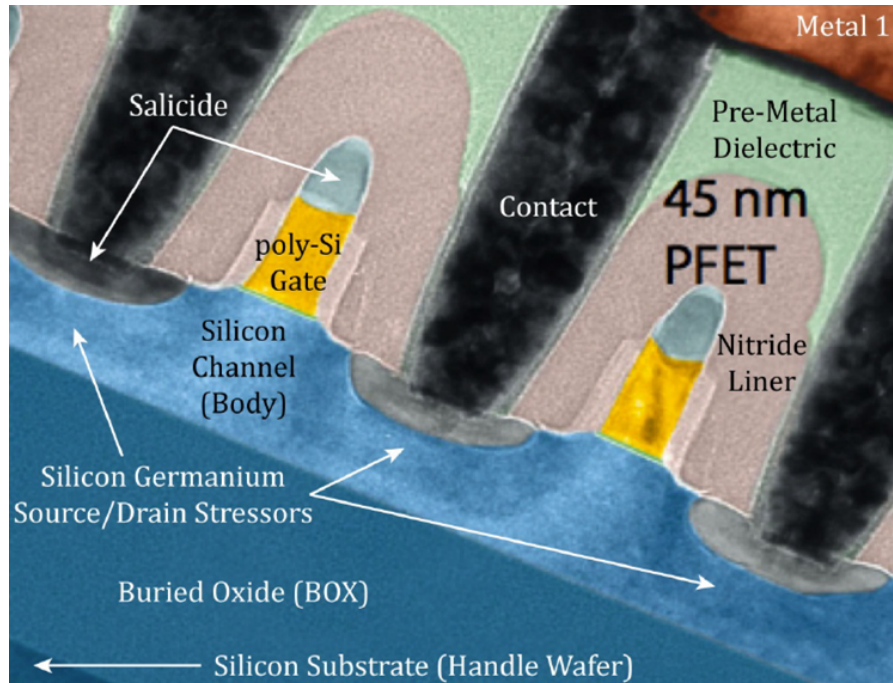 Metal 1
Salicide
Pre-Metal
Dielectric
Contact
45 nm
PFET
poly-Si
Gate
Silicon
Channel
(Body)
Nitride
Liner
Silicon Germanium
Source/Drain Stressors
Buried Oxide (BOX)
Silicon Substrate (Handle Wafer)